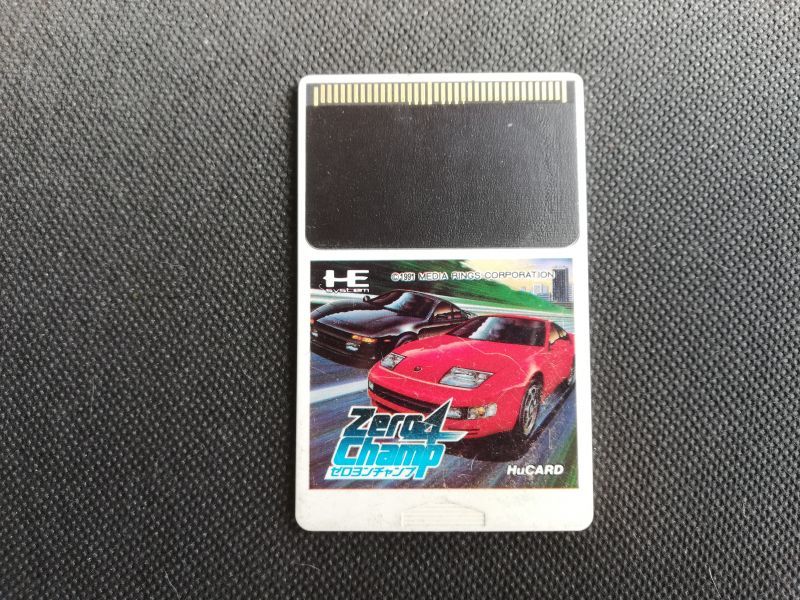 HE
system
©1991 MEDIA RINGS CORPORATION
Zero4
Champ
ゼロヨンチャンプ
HuCARD